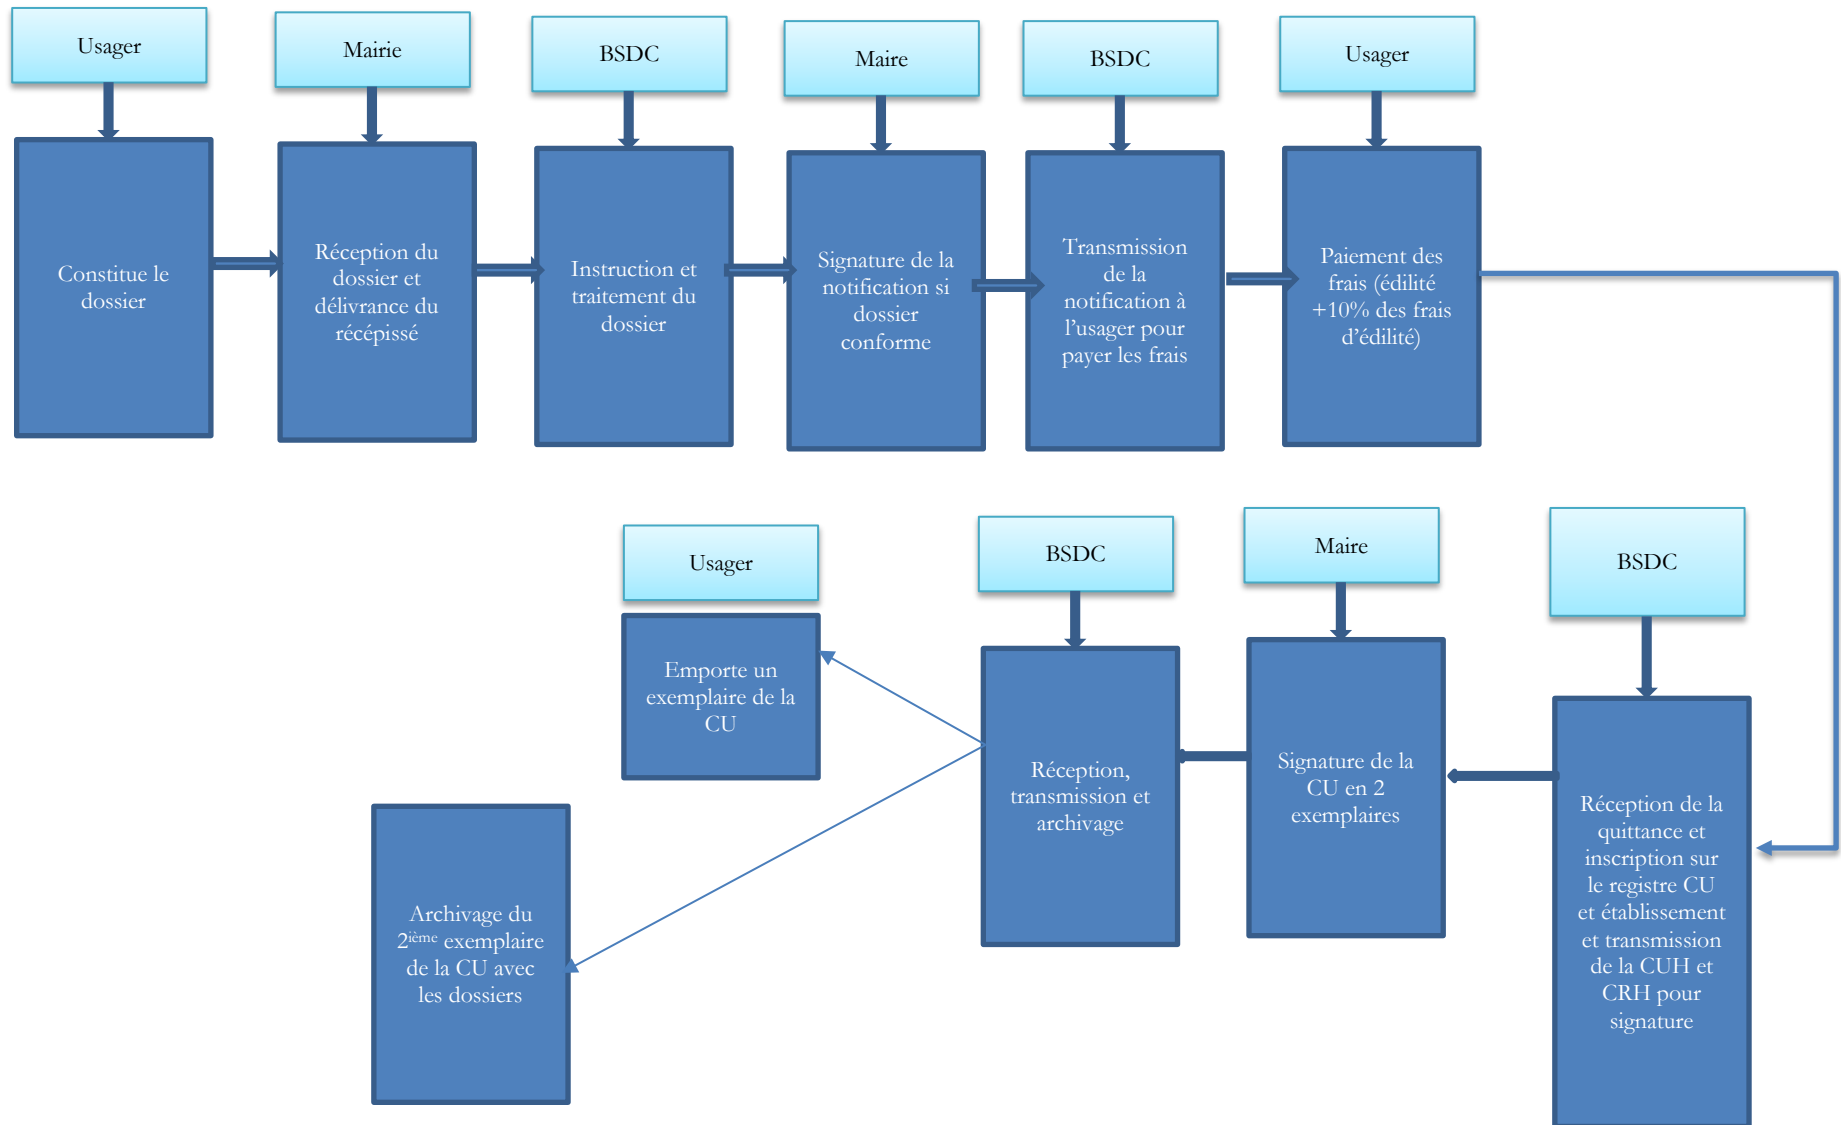 Usager
Mairie
BSDC
Maire
BSDC
Usager
Constitue le
dossier
Réception du
dossier et
délivrance du
récépissé
Instruction et
traitement du
dossier
Signature de la
notification si
dossier
conforme
Transmission
de la
notification à
l’usager pour
payer les frais
Paiement des
frais (édilité
+10% des frais
d’édilité)
BSDC
Réception de la
quittance et
inscription sur
le registre CU
et établissement
et transmission
de la CUH et
CRH pour
signature
Maire
Signature de la
CU en 2
exemplaires
BSDC
Réception,
transmission et
archivage
Usager
Emporte un
exemplaire de la
CU
Archivage du
2ième exemplaire
de la CU avec
les dossiers